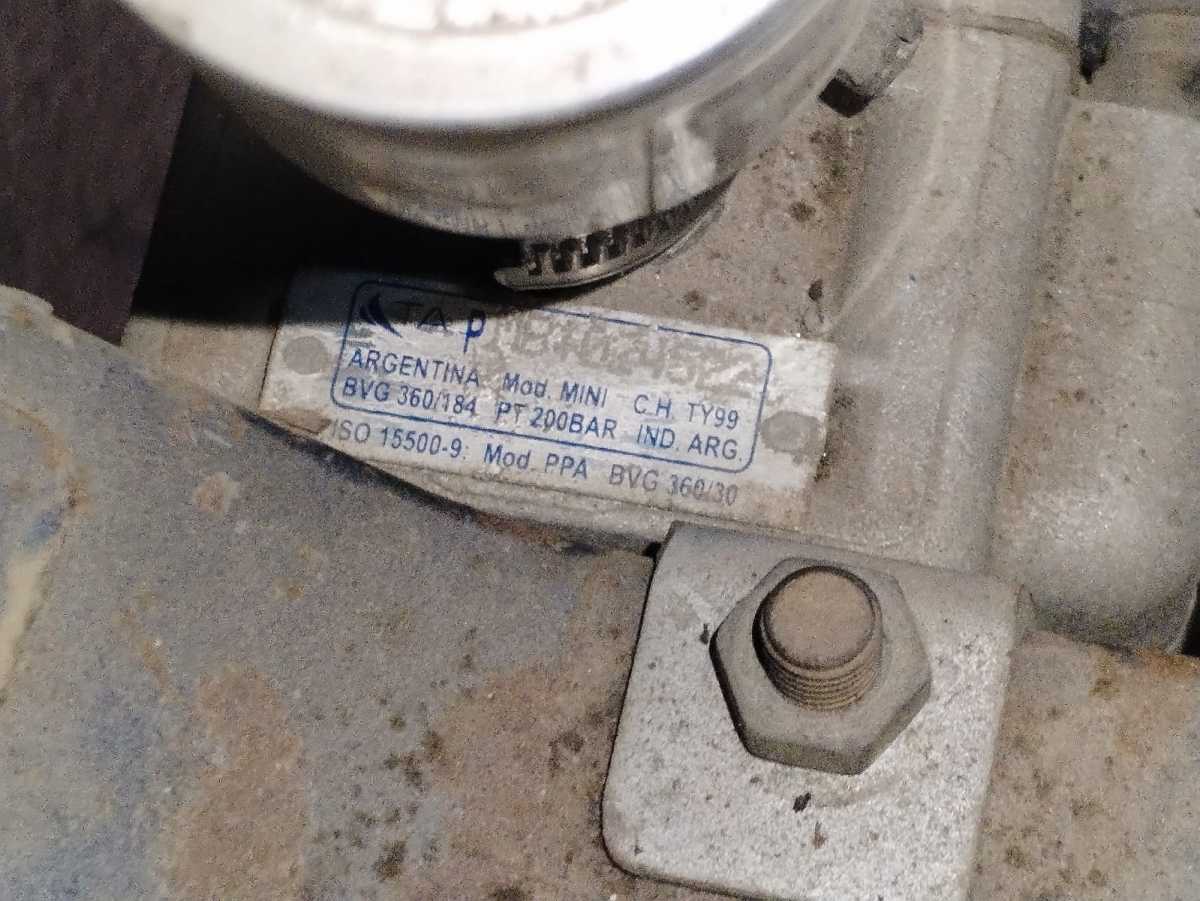 TA
ARGENTINA Mod. MINI C.H. TY99
BVG 360/184 PT 200BAR IND. ARG.
ISO 15500-9: Mod. PPA BVG 360/30